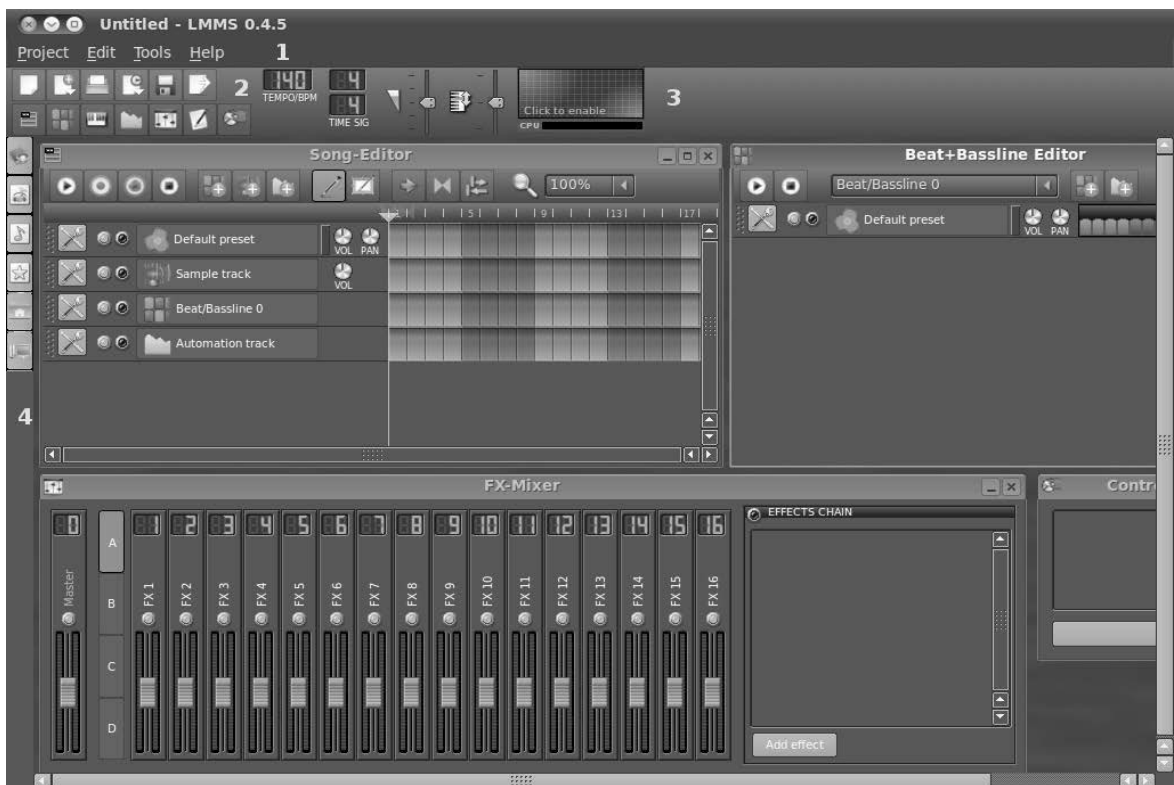 Untitled - LMMS 0.4.5
Project Edit Tools Help 1
2
140
TEMPO/BPM
4
4
TIME SIG
Click to enable
CPU
3
Song-Editor
100%
5 9 13 17
Default preset
VOL PAN
Sample track
VOL
Beat/Bassline 0
Automation track
Beat+Bassline Editor
Beat/Bassline 0
Default preset
VOL PAN
4
FX-Mixer
0 1 2 3 4 5 6 7 8 9 10 11 12 13 14 15 16
Master
A
B
C
D
FX 1
FX 2
FX 3
FX 4
FX 5
FX 6
FX 7
FX 8
FX 9
FX 10
FX 11
FX 12
FX 13
FX 14
FX 15
FX 16
EFFECTS CHAIN
Add effect
Contr